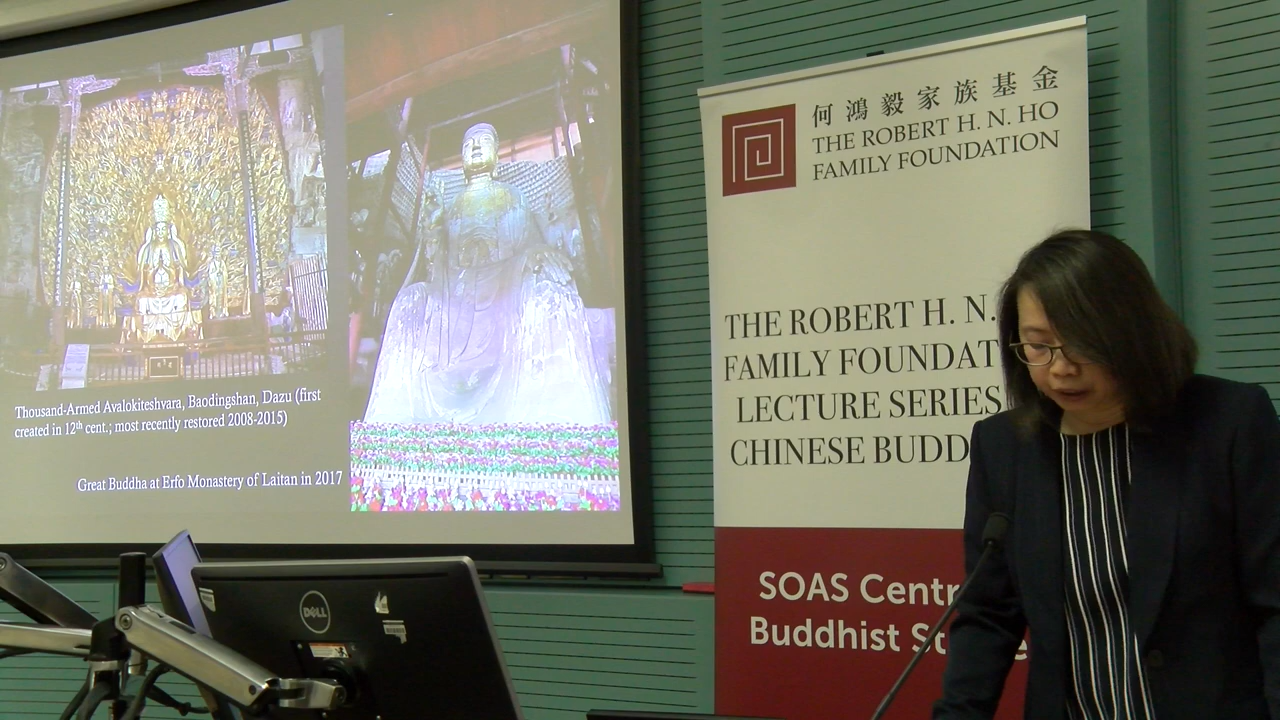 Thousand-Armed Avalokiteshvara, Baodingshan, Dazu (first
created in 12th cent.; most recently restored 2008-2015)
Great Buddha at Erfo Monastery of Laitan in 2017
何鴻毅家族基金
THE ROBERT H. N. HO
FAMILY FOUNDATION
THE ROBERT H. N.
FAMILY FOUNDAT
LECTURE SERIES
CHINESE BUDD
SOAS Centr
Buddhist St
DELL